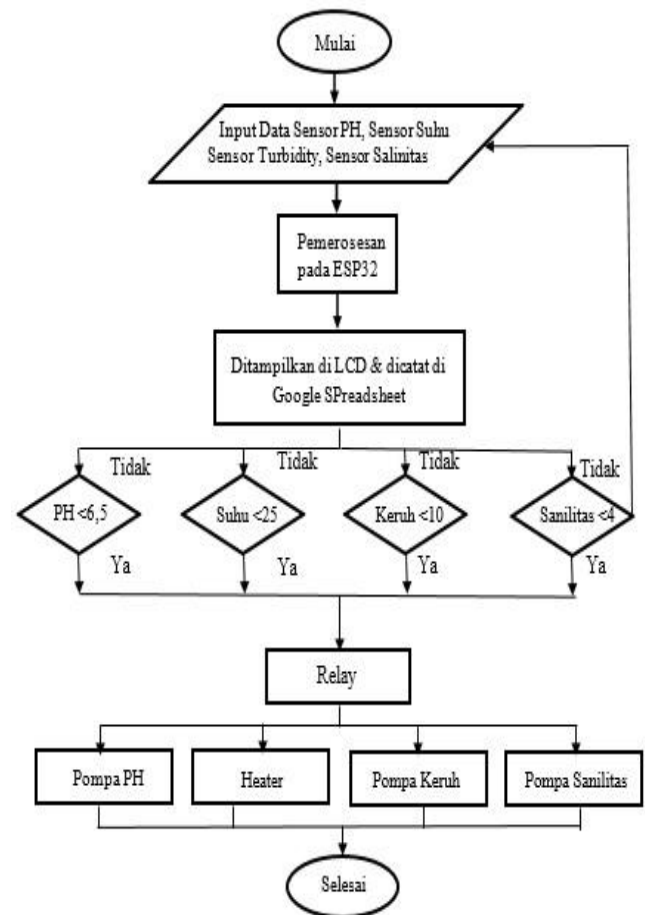 Mulai
Input Data Sensor PH, Sensor Suhu
Sensor Turbidity, Sensor Salinitas
Pemerosesan
pada ESP32
Ditampilkan di LCD & dicatat di
Google SPreadsheet
Tidak
Tidak
Tidak
Tidak
PH <6,5
Suhu <25
Keruh <10
Sanilitas <4
Ya
Ya
Ya
Ya
Relay
Pompa PH
Heater
Pompa Keruh
Pompa Sanilitas
Selesai